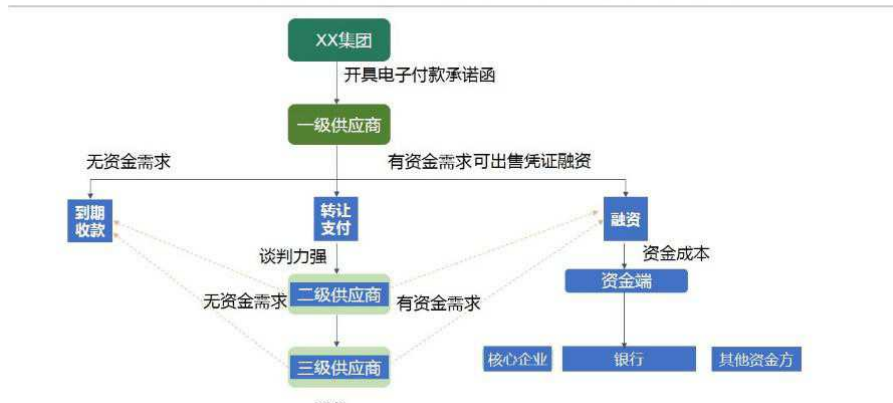 XX集团
开具电子付款承诺函
一级供应商
无资金需求
有资金需求可出售凭证融资
到期
收款
转让
支付
融资
谈判力强
资金成本
资金端
无资金需求
二级供应商
有资金需求
三级供应商
核心企业
银行
其他资金方